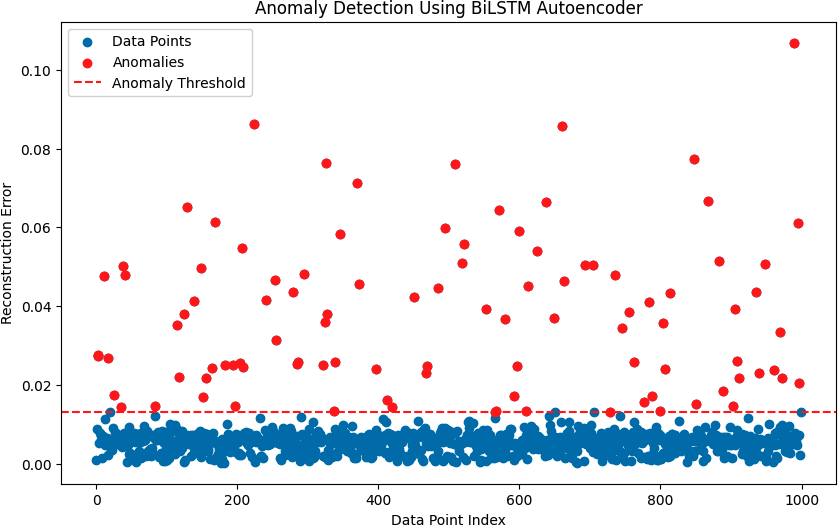 Anomaly Detection Using BiLSTM Autoencoder
Data Points
Anomalies
Anomaly Threshold
Reconstruction Error
0.10
0.08
0.06
0.04
0.02
0.00
0 200 400 600 800 1000
Data Point Index